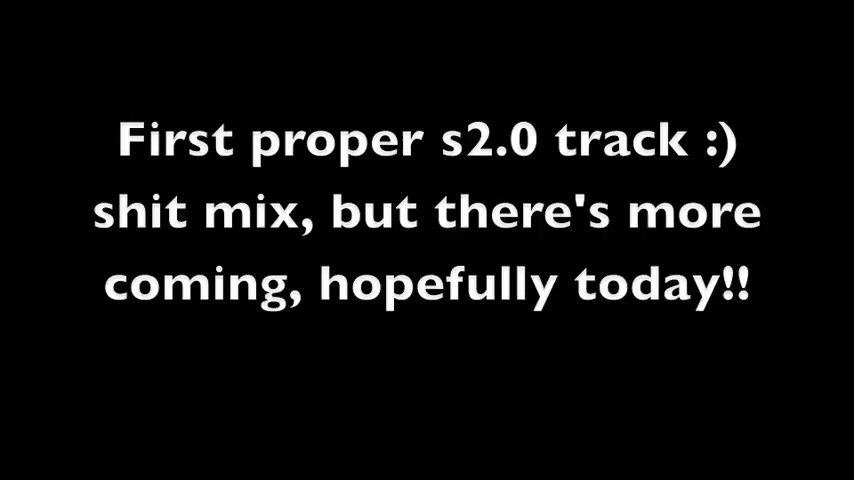 First proper s2.0 track :)
shit mix, but there's more
coming, hopefully today!!